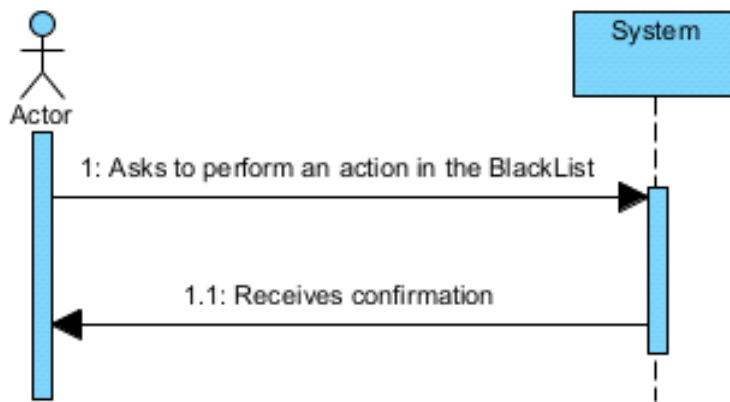 System
Actor
1: Asks to perform an action in the BlackList
1.1: Receives confirmation